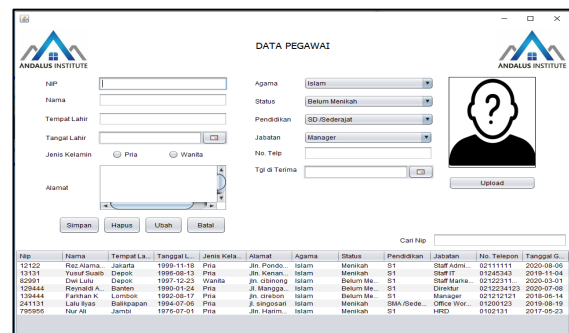 DATA PEGAWAI
ANDALUS INSTITUTE
ANDALUS INSTITUTE
NIP
Nama
Tempat Lahir
Tangal Lahir
Jenis Kelamin Pria Wanita
Alamat
Agama Islam
Status Belum Menikah
Pendidikan SD /Sederajat
Jabatan Manager
No. Telp
Tgl di Terima
Upload
Simpan Hapus Ubah Batal
Cari Nip
Nip Nama Tempat La... Tanggal L... Jenis Kela... Alamat Agama Status Pendidikan Jabatan No. Telepon Tanggal G...
12122 Rez Alama... Jakarta 1999-11-18 Pria Jln. Pondo... Islam Menikah S1 Staff Admi... 02111111 2020-08-06
13131 Yusuf Suaib Depok 1996-08-13 Pria Jln. Kenan... Islam Menikah S1 Staff IT 01245343 2019-11-04
82991 Dwi Lulu Depok 1997-12-23 Wanita jln. cibinong Islam Belum Me... S1 Staff Marke... 02122311... 2020-03-01
129444 Reynaldi A... Banten 1990-01-24 Pria Jl. Mangga... Islam Belum Me... S1 Direktur 0212234123 2020-07-08
139444 Farkhan K Lombok 1992-08-17 Pria jln. cirebon Islam Belum Me... S1 Manager 021212121 2018-06-14
241131 Lalu Ilyas Balikpapan 1994-07-06 Pria jl. singosari Islam Menikah SMA /Sede... Office Wor... 01200123 2019-08-19
795956 Nur Ali Jambi 1976-07-01 Pria Jln. Harim... Islam Menikah S1 HRD 0102131 2017-05-23